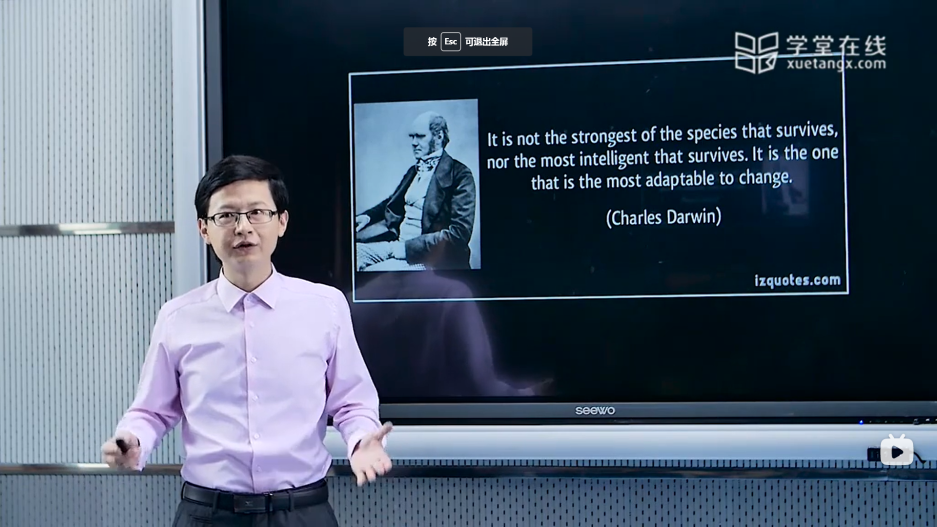 按 Esc 可退出全屏
学堂在线
xuetangx.com
It is not the strongest of the species that survives,
nor the most intelligent that survives. It is the one
that is the most adaptable to change.
(Charles Darwin)
izquotes.com
seewo